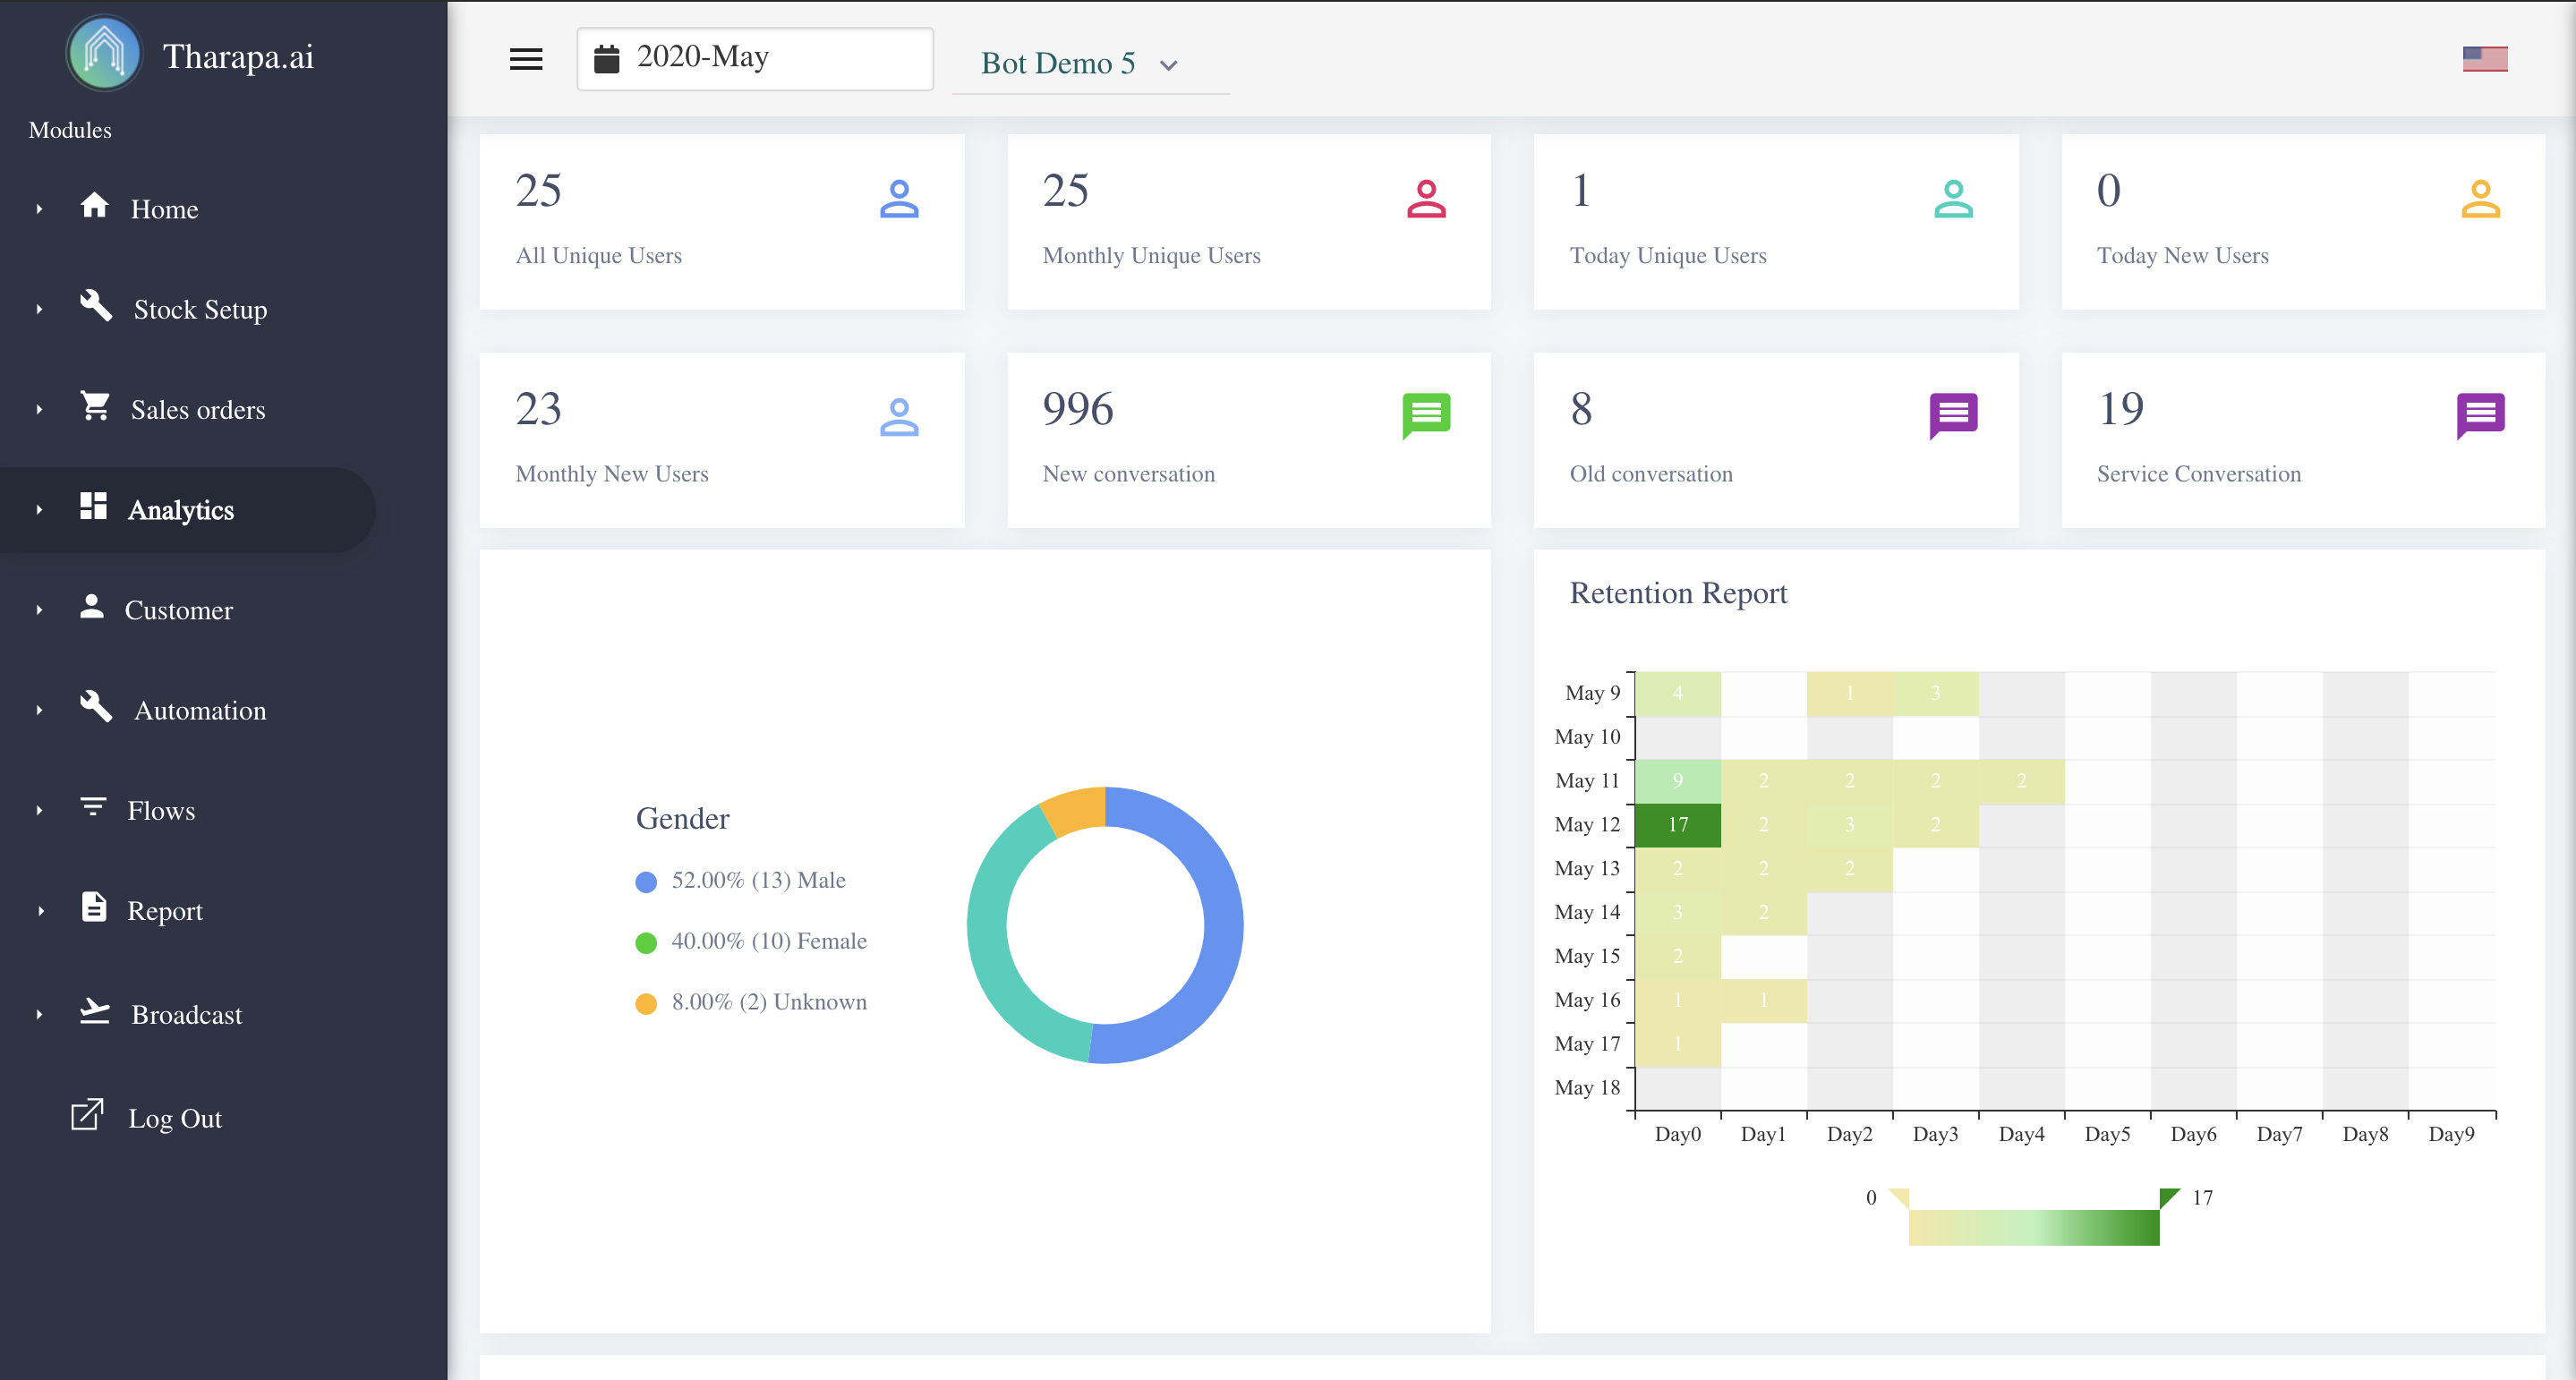 Tharapa.ai
Modules
Home
Stock Setup
Sales orders
Analytics
Customer
Automation
Flows
Report
Broadcast
Log Out
2020-May
Bot Demo 5
25
All Unique Users
25
Monthly Unique Users
1
Today Unique Users
0
Today New Users
23
Monthly New Users
996
New conversation
8
Old conversation
19
Service Conversation
Gender
52.00% (13) Male
40.00% (10) Female
8.00% (2) Unknown
Retention Report
May 9 4 1 3
May 10
May 11 9 2 2 2 2
May 12 17 2 3 2
May 13 2 2 2
May 14 3 2
May 15 2
May 16 1 1
May 17 1
May 18
Day0 Day1 Day2 Day3 Day4 Day5 Day6 Day7 Day8 Day9
0 17